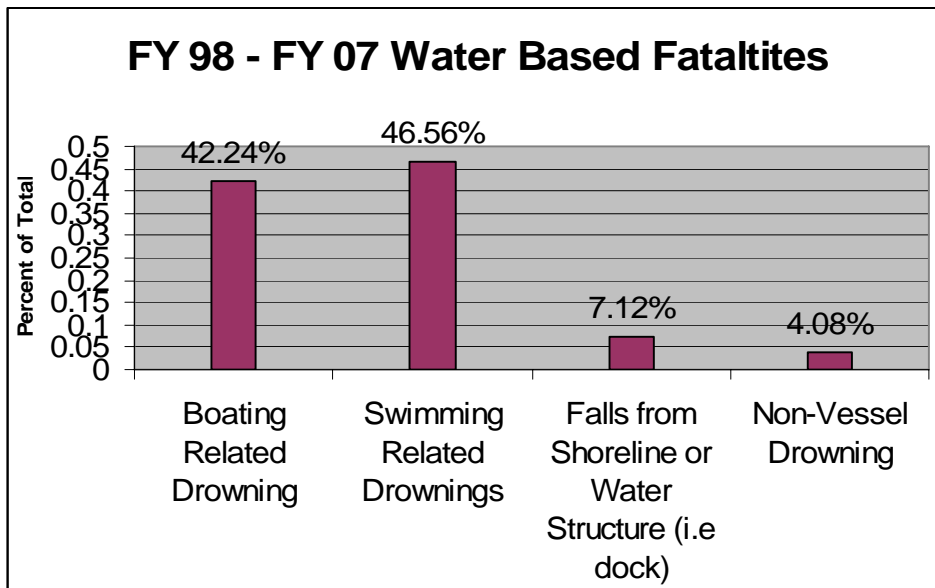 FY 98 - FY 07 Water Based Fataltites
Percent of Total
0.5
0.45
0.4
0.35
0.3
0.25
0.2
0.15
0.1
0.05
0
42.24%
46.56%
7.12%
4.08%
Boating
Related
Drowning
Swimming
Related
Drownings
Falls from
Shoreline or
Water
Structure (i.e
dock)
Non-Vessel
Drowning